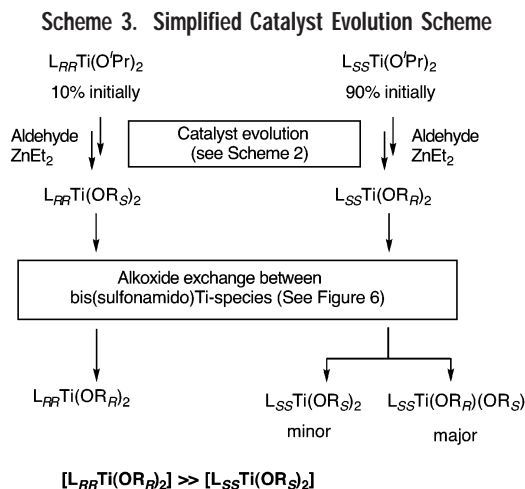 Scheme 3. Simplified Catalyst Evolution Scheme
L_RRTi(O^iPr)_2
L_SSTi(O^iPr)_2
10% initially
90% initially
Aldehyde
ZnEt_2
Catalyst evolution
(see Scheme 2)
Aldehyde
ZnEt_2
L_RRTi(OR_S)_2
L_SSTi(OR_R)_2
Alkoxide exchange between
bis(sulfonamido)Ti-species (See Figure 6)
L_RRTi(OR_R)_2
L_SSTi(OR_S)_2
L_SSTi(OR_R)(OR_S)
minor
major
[L_RRTi(OR_R)_2] >> [L_SSTi(OR_S)_2]